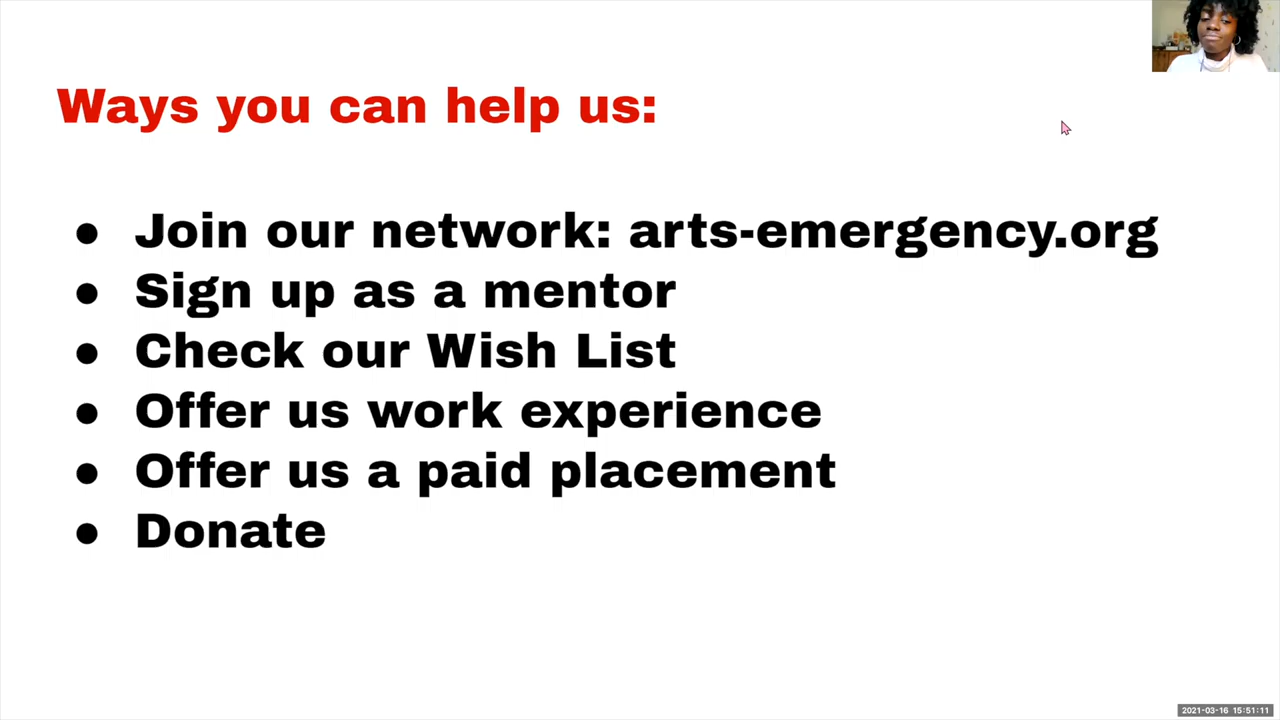 Ways you can help us:
● Join our network: arts-emergency.org
● Sign up as a mentor
● Check our Wish List
● Offer us work experience
● Offer us a paid placement
● Donate
2021-03-16 15:51:11